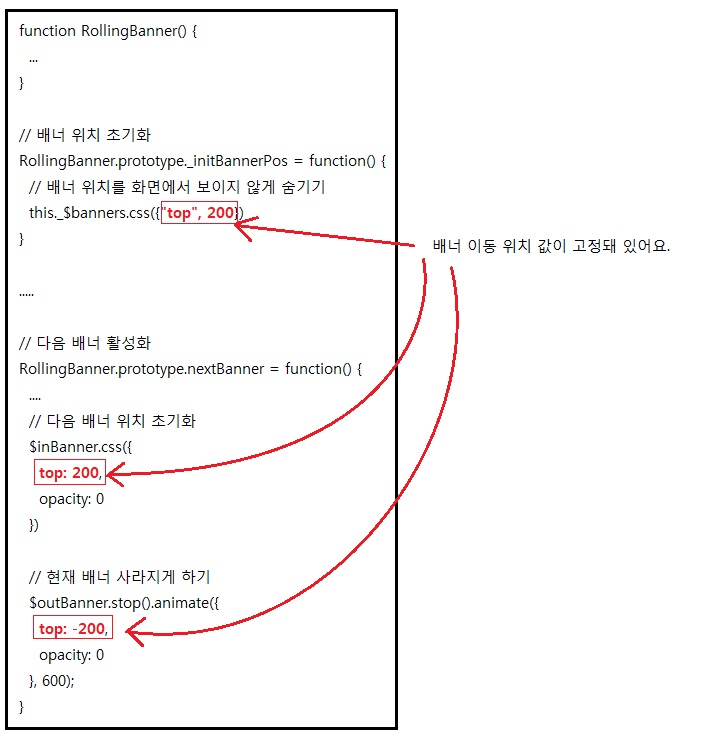 function RollingBanner() {
...
}
// 배너 위치 초기화
RollingBanner.prototype._initBannerPos = function() {
// 배너 위치를 화면에서 보이지 않게 숨기기
this._$banners.css({"top", 200})
}
.....
// 다음 배너 활성화
RollingBanner.prototype.nextBanner = function() {
....
// 다음 배너 위치 초기화
$inBanner.css({
top: 200,
opacity: 0
})
// 현재 배너 사라지게 하기
$outBanner.stop().animate({
top: -200,
opacity: 0
}, 600);
}
배너 이동 위치 값이 고정돼 있어요.